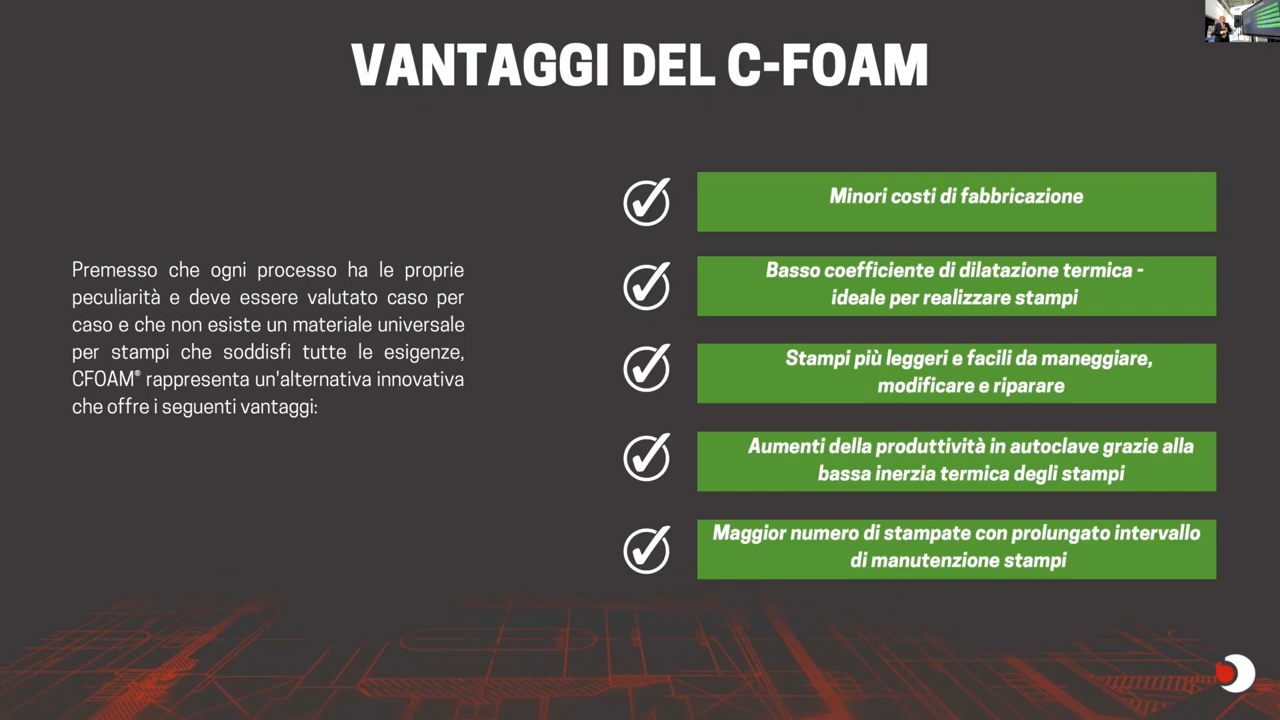 VANTAGGI DEL C-FOAM
Premesso che ogni processo ha le proprie
peculiarità e deve essere valutato caso per
caso e che non esiste un materiale universale
per stampi che soddisfi tutte le esigenze,
CFOAM® rappresenta un'alternativa innovativa
che offre i seguenti vantaggi:
Minori costi di fabbricazione
Basso coefficiente di dilatazione termica -
ideale per realizzare stampi
Stampi più leggeri e facili da maneggiare,
modificare e riparare
Aumenti della produttività in autoclave grazie alla
bassa inerzia termica degli stampi
Maggior numero di stampate con prolungato intervallo
di manutenzione stampi